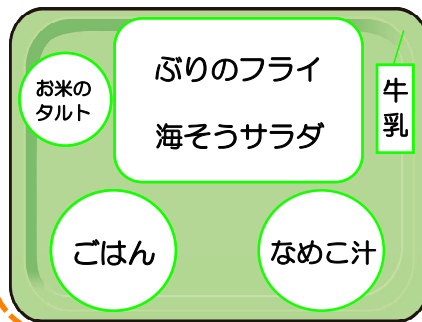 お米の
タルト
ぶりのフライ
海そうサラダ
牛
乳
ごはん
なめこ汁